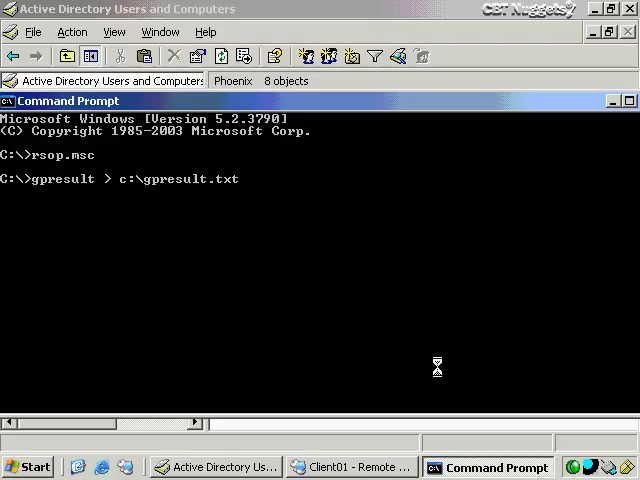 Active Directory Users and Computers
CBT Nuggets
File Action View Window Help
Active Directory Users and Computers Phoenix 8 objects
Command Prompt
Microsoft Windows [Version 5.2.3790]
(C) Copyright 1985-2003 Microsoft Corp.
C:\>rsop.msc
C:\>gpresult > c:\gpresult.txt
Start Active Directory Us... Client01 - Remote ... Command Prompt